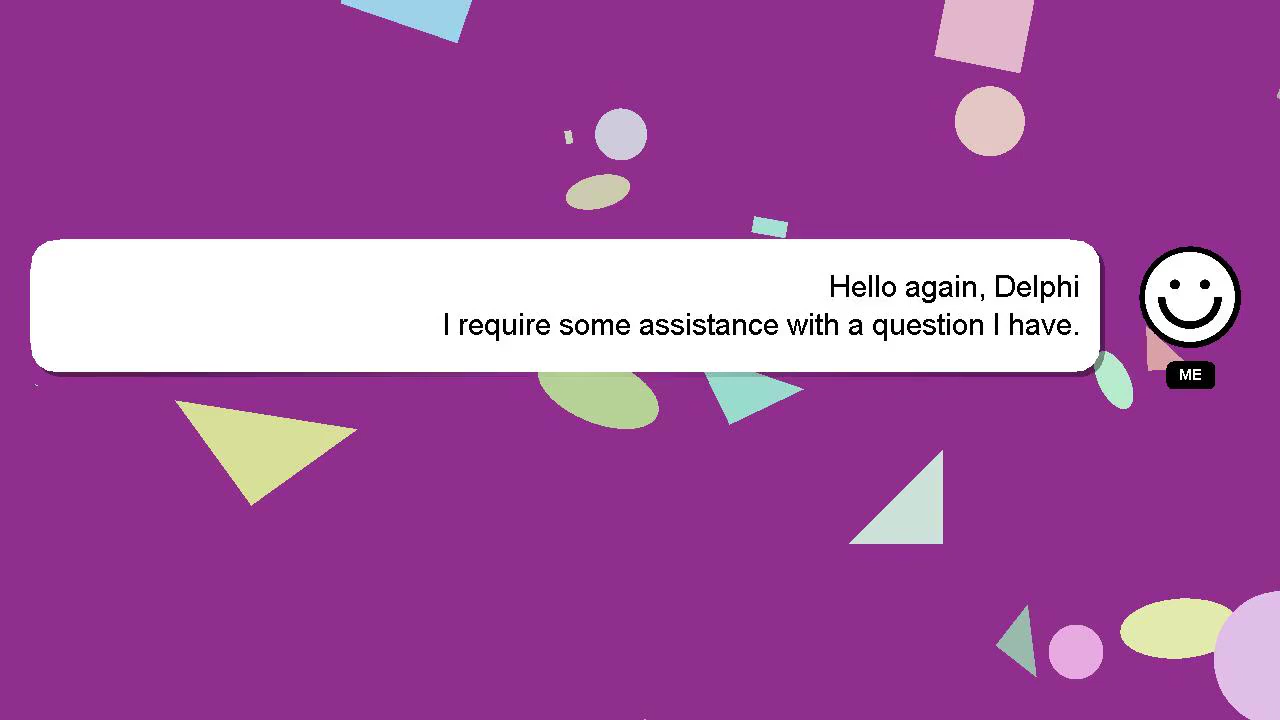 Hello again, Delphi
I require some assistance with a question I have.
ME